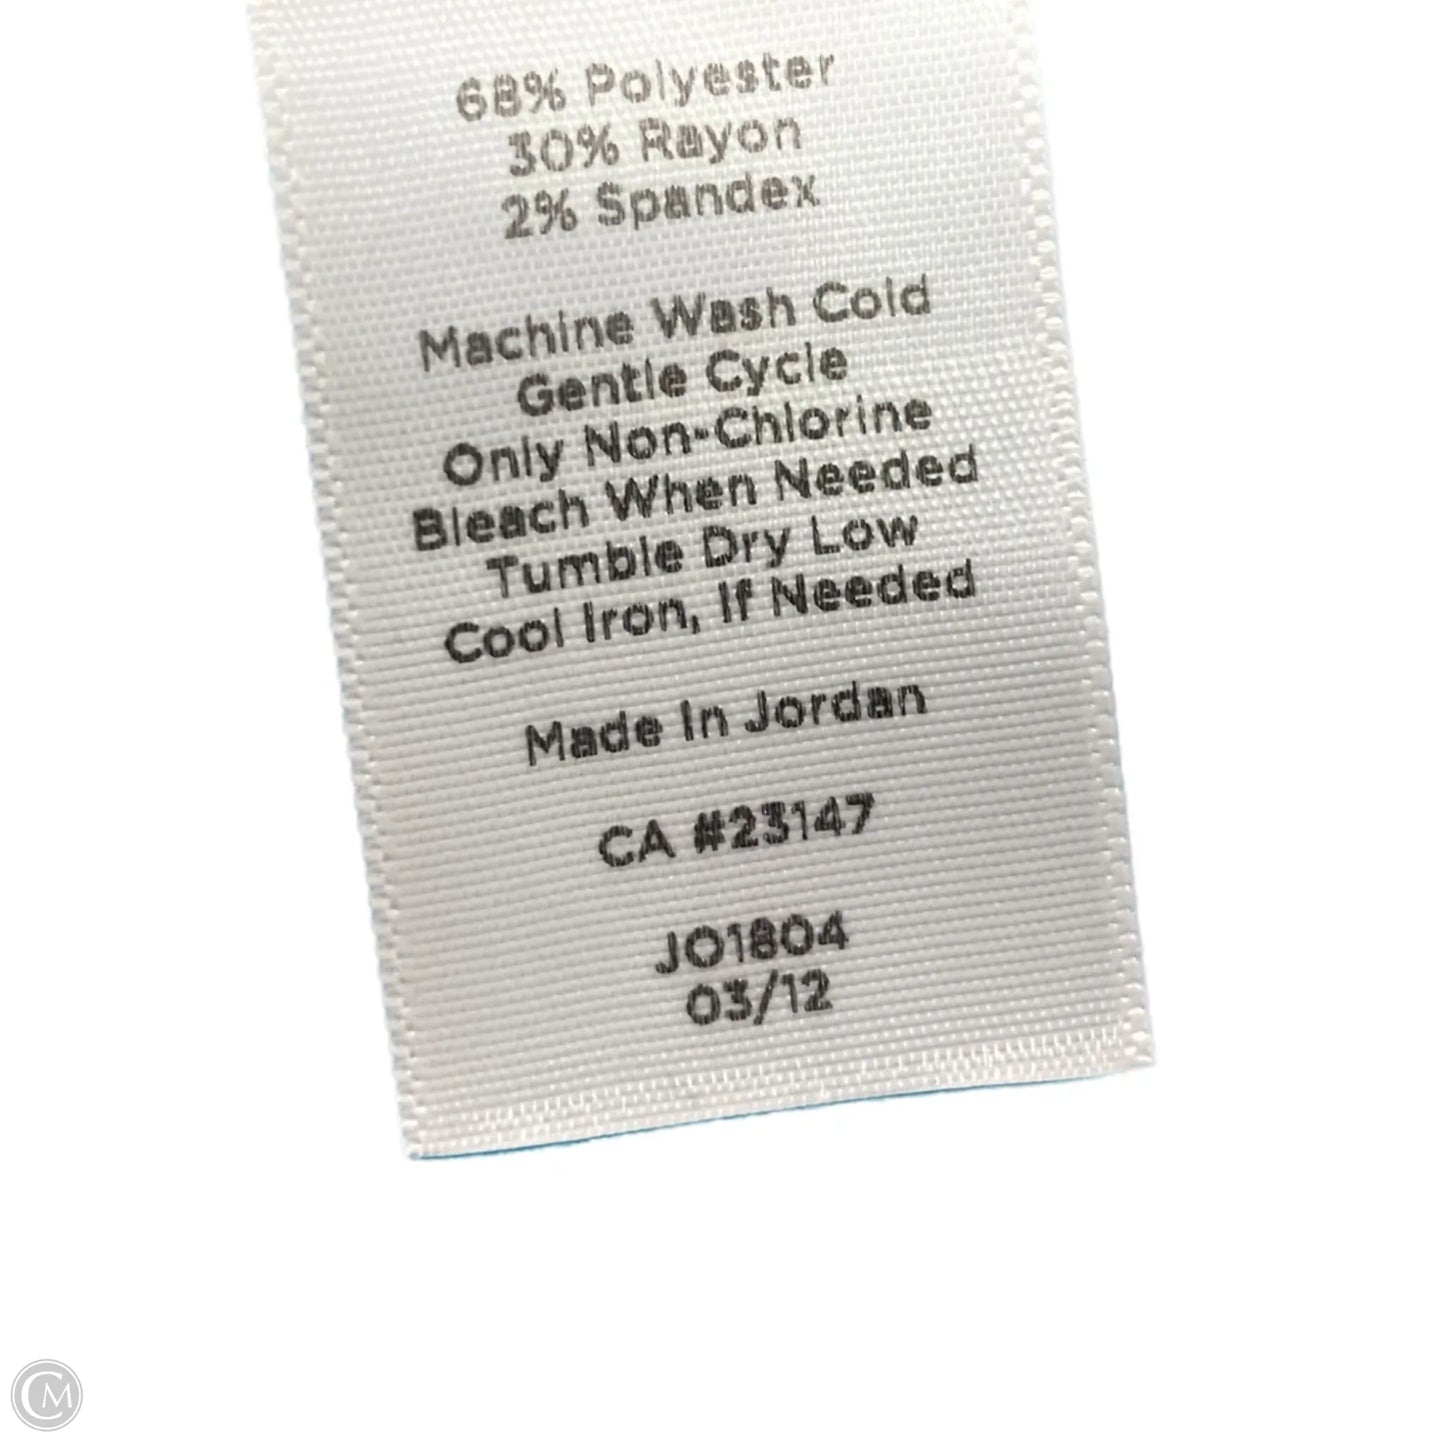 68% Polyester
30% Rayon
2% Spandex
Machine Wash Cold
Gentle Cycle
Only Non-Chlorine
Bleach When Needed
Tumble Dry Low
Cool Iron, If Needed
Made In Jordan
CA #23147
JO1804
03/12
CM